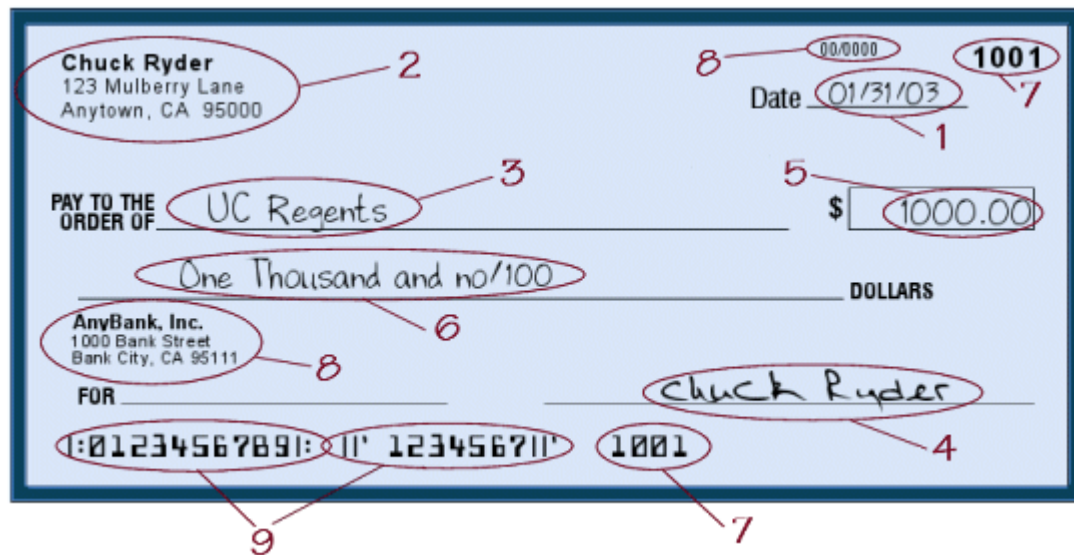 Chuck Ryder 2 8 00/0000 1001
123 Mulberry Lane 7
Anytown, CA 95000 Date 01/31/03
1
3 5
PAY TO THE
ORDER OF UC Regents $ 1000.00
One Thousand and no/100 DOLLARS
6
AnyBank, Inc.
1000 Bank Street
Bank City, CA 95111 8
FOR Chuck Ryder
4
|:0123456789|: ||' 1234567||' 1001
9 7